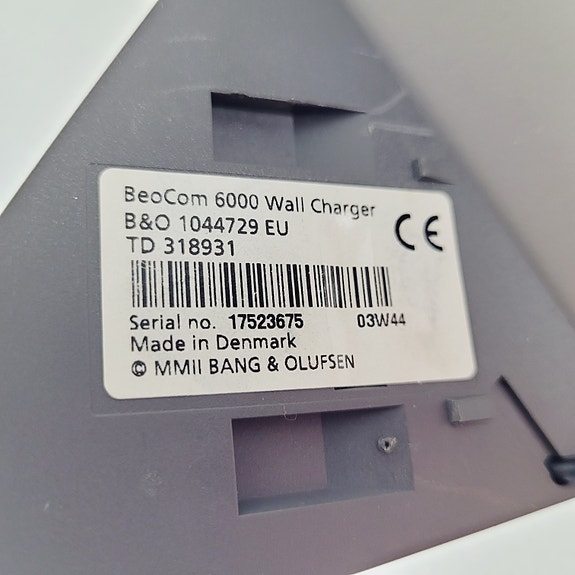 BeoCom 6000 Wall Charger
B&O 1044729 EU
TD 318931
CE
Serial no. 17523675 03W44
Made in Denmark
© MMII BANG & OLUFSEN